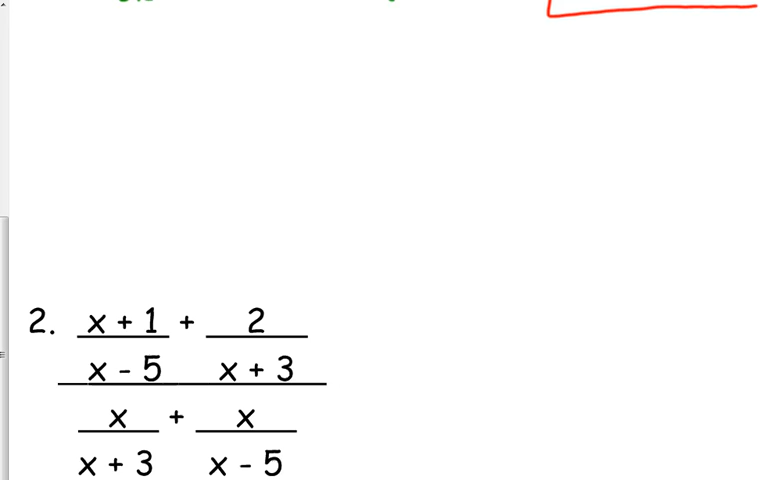 2. x + 1 + 2
x - 5 x + 3
x + x
x + 3 x - 5